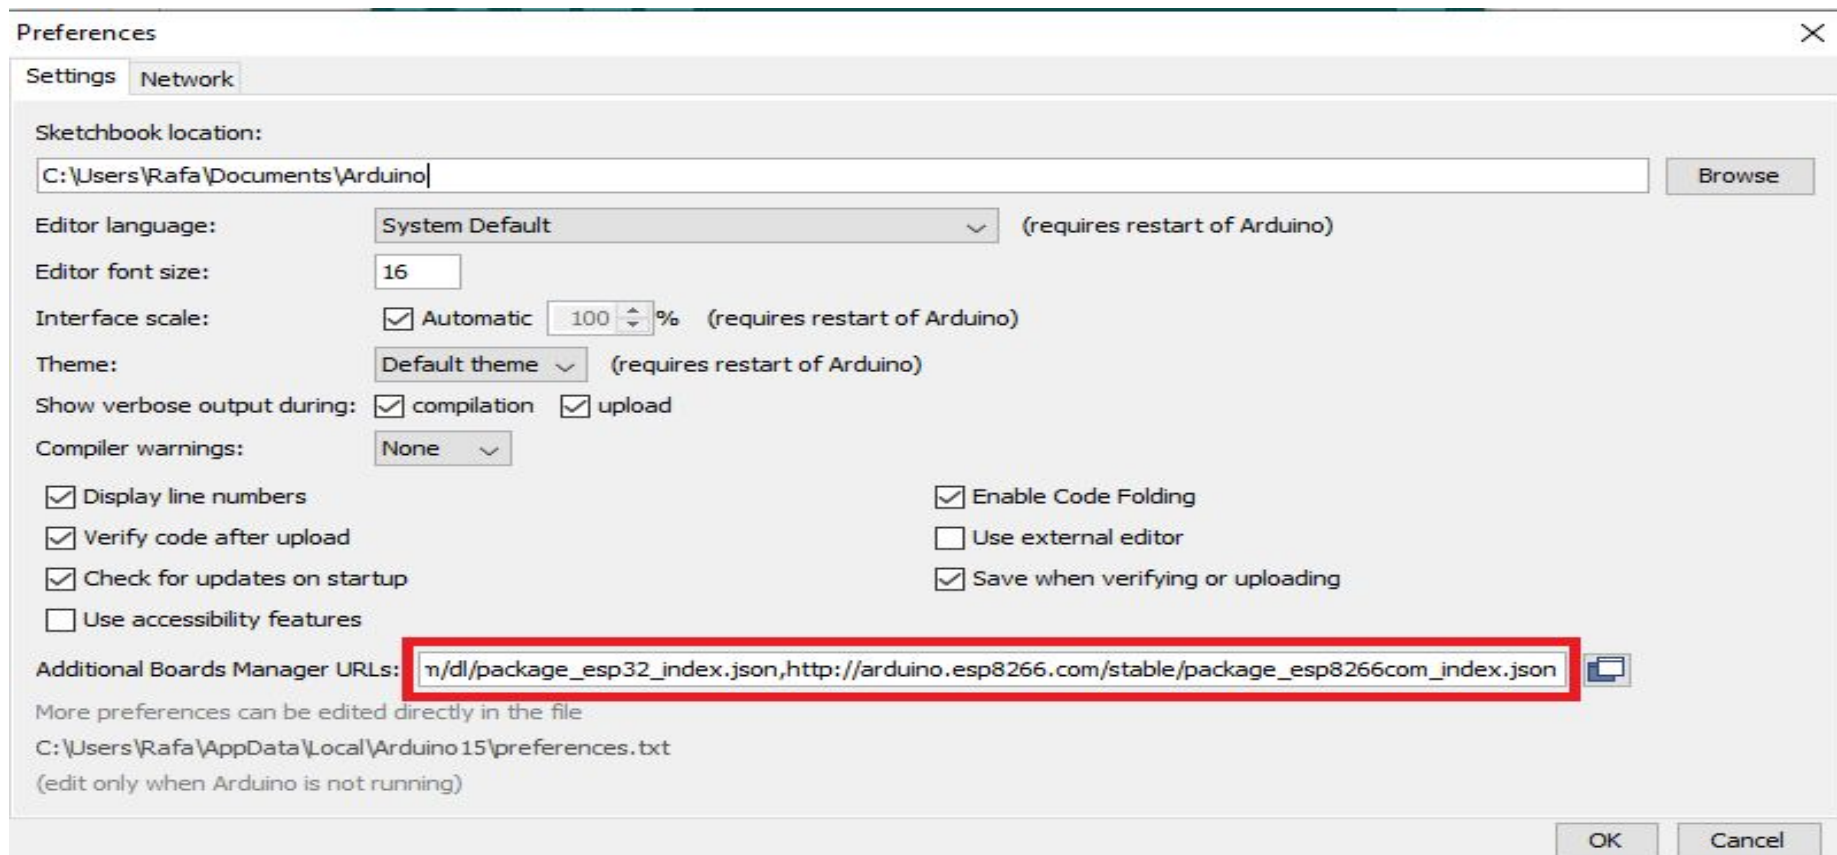 Preferences
Settings Network
Sketchbook location:
C:\Users\Rafa\Documents\Arduino Browse
Editor language: System Default (requires restart of Arduino)
Editor font size: 16
Interface scale: Automatic 100 % (requires restart of Arduino)
Theme: Default theme (requires restart of Arduino)
Show verbose output during: compilation upload
Compiler warnings: None
Display line numbers Enable Code Folding
Verify code after upload Use external editor
Check for updates on startup Save when verifying or uploading
Use accessibility features
Additional Boards Manager URLs: /dl/package_esp32_index.json,http://arduino.esp8266.com/stable/package_esp8266com_index.json
More preferences can be edited directly in the file
C:\Users\Rafa\AppData\Local\Arduino15\preferences.txt
(edit only when Arduino is not running)
OK Cancel